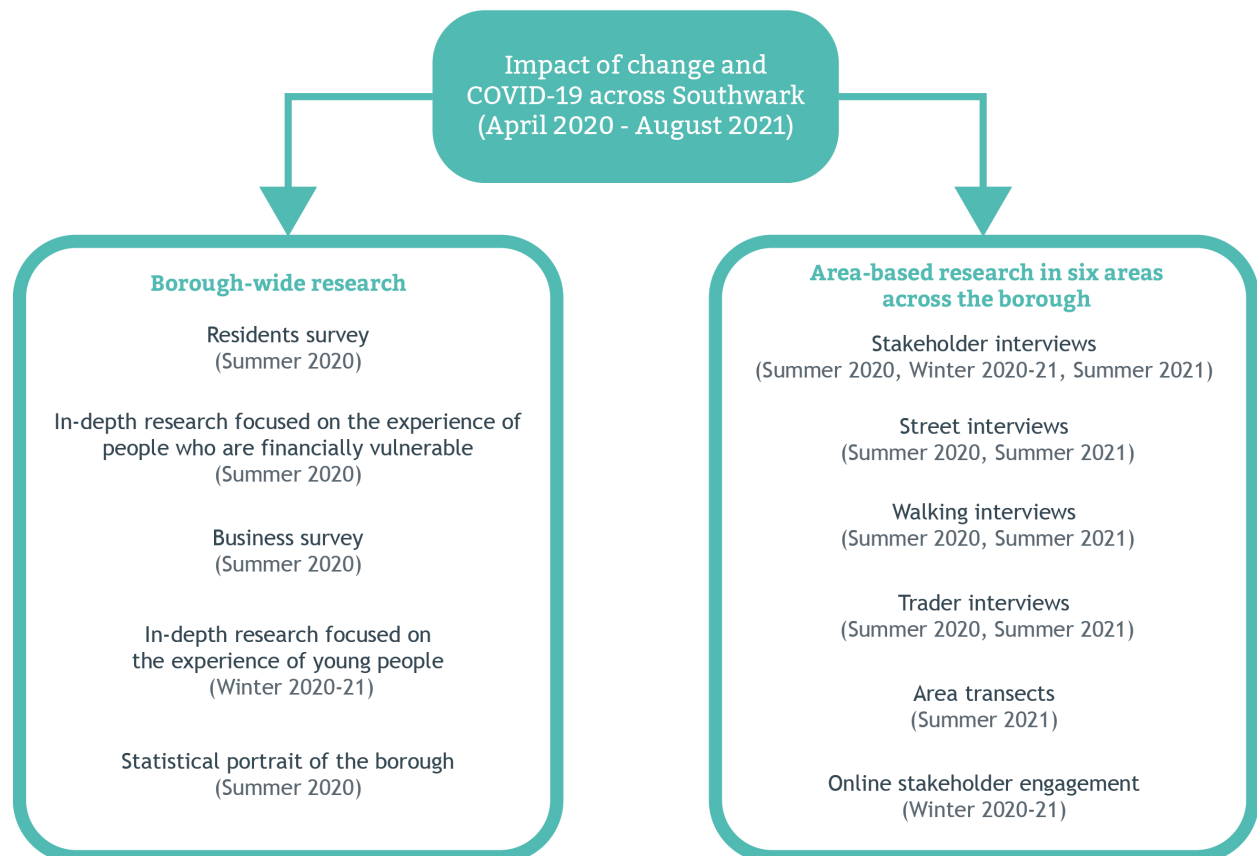 Impact of change and
COVID-19 across Southwark
(April 2020 - August 2021)
Borough-wide research
Residents survey
(Summer 2020)
In-depth research focused on the experience of
people who are financially vulnerable
(Summer 2020)
Business survey
(Summer 2020)
In-depth research focused on
the experience of young people
(Winter 2020-21)
Statistical portrait of the borough
(Summer 2020)
Area-based research in six areas
across the borough
Stakeholder interviews
(Summer 2020, Winter 2020-21, Summer 2021)
Street interviews
(Summer 2020, Summer 2021)
Walking interviews
(Summer 2020, Summer 2021)
Trader interviews
(Summer 2020, Summer 2021)
Area transects
(Summer 2021)
Online stakeholder engagement
(Winter 2020-21)